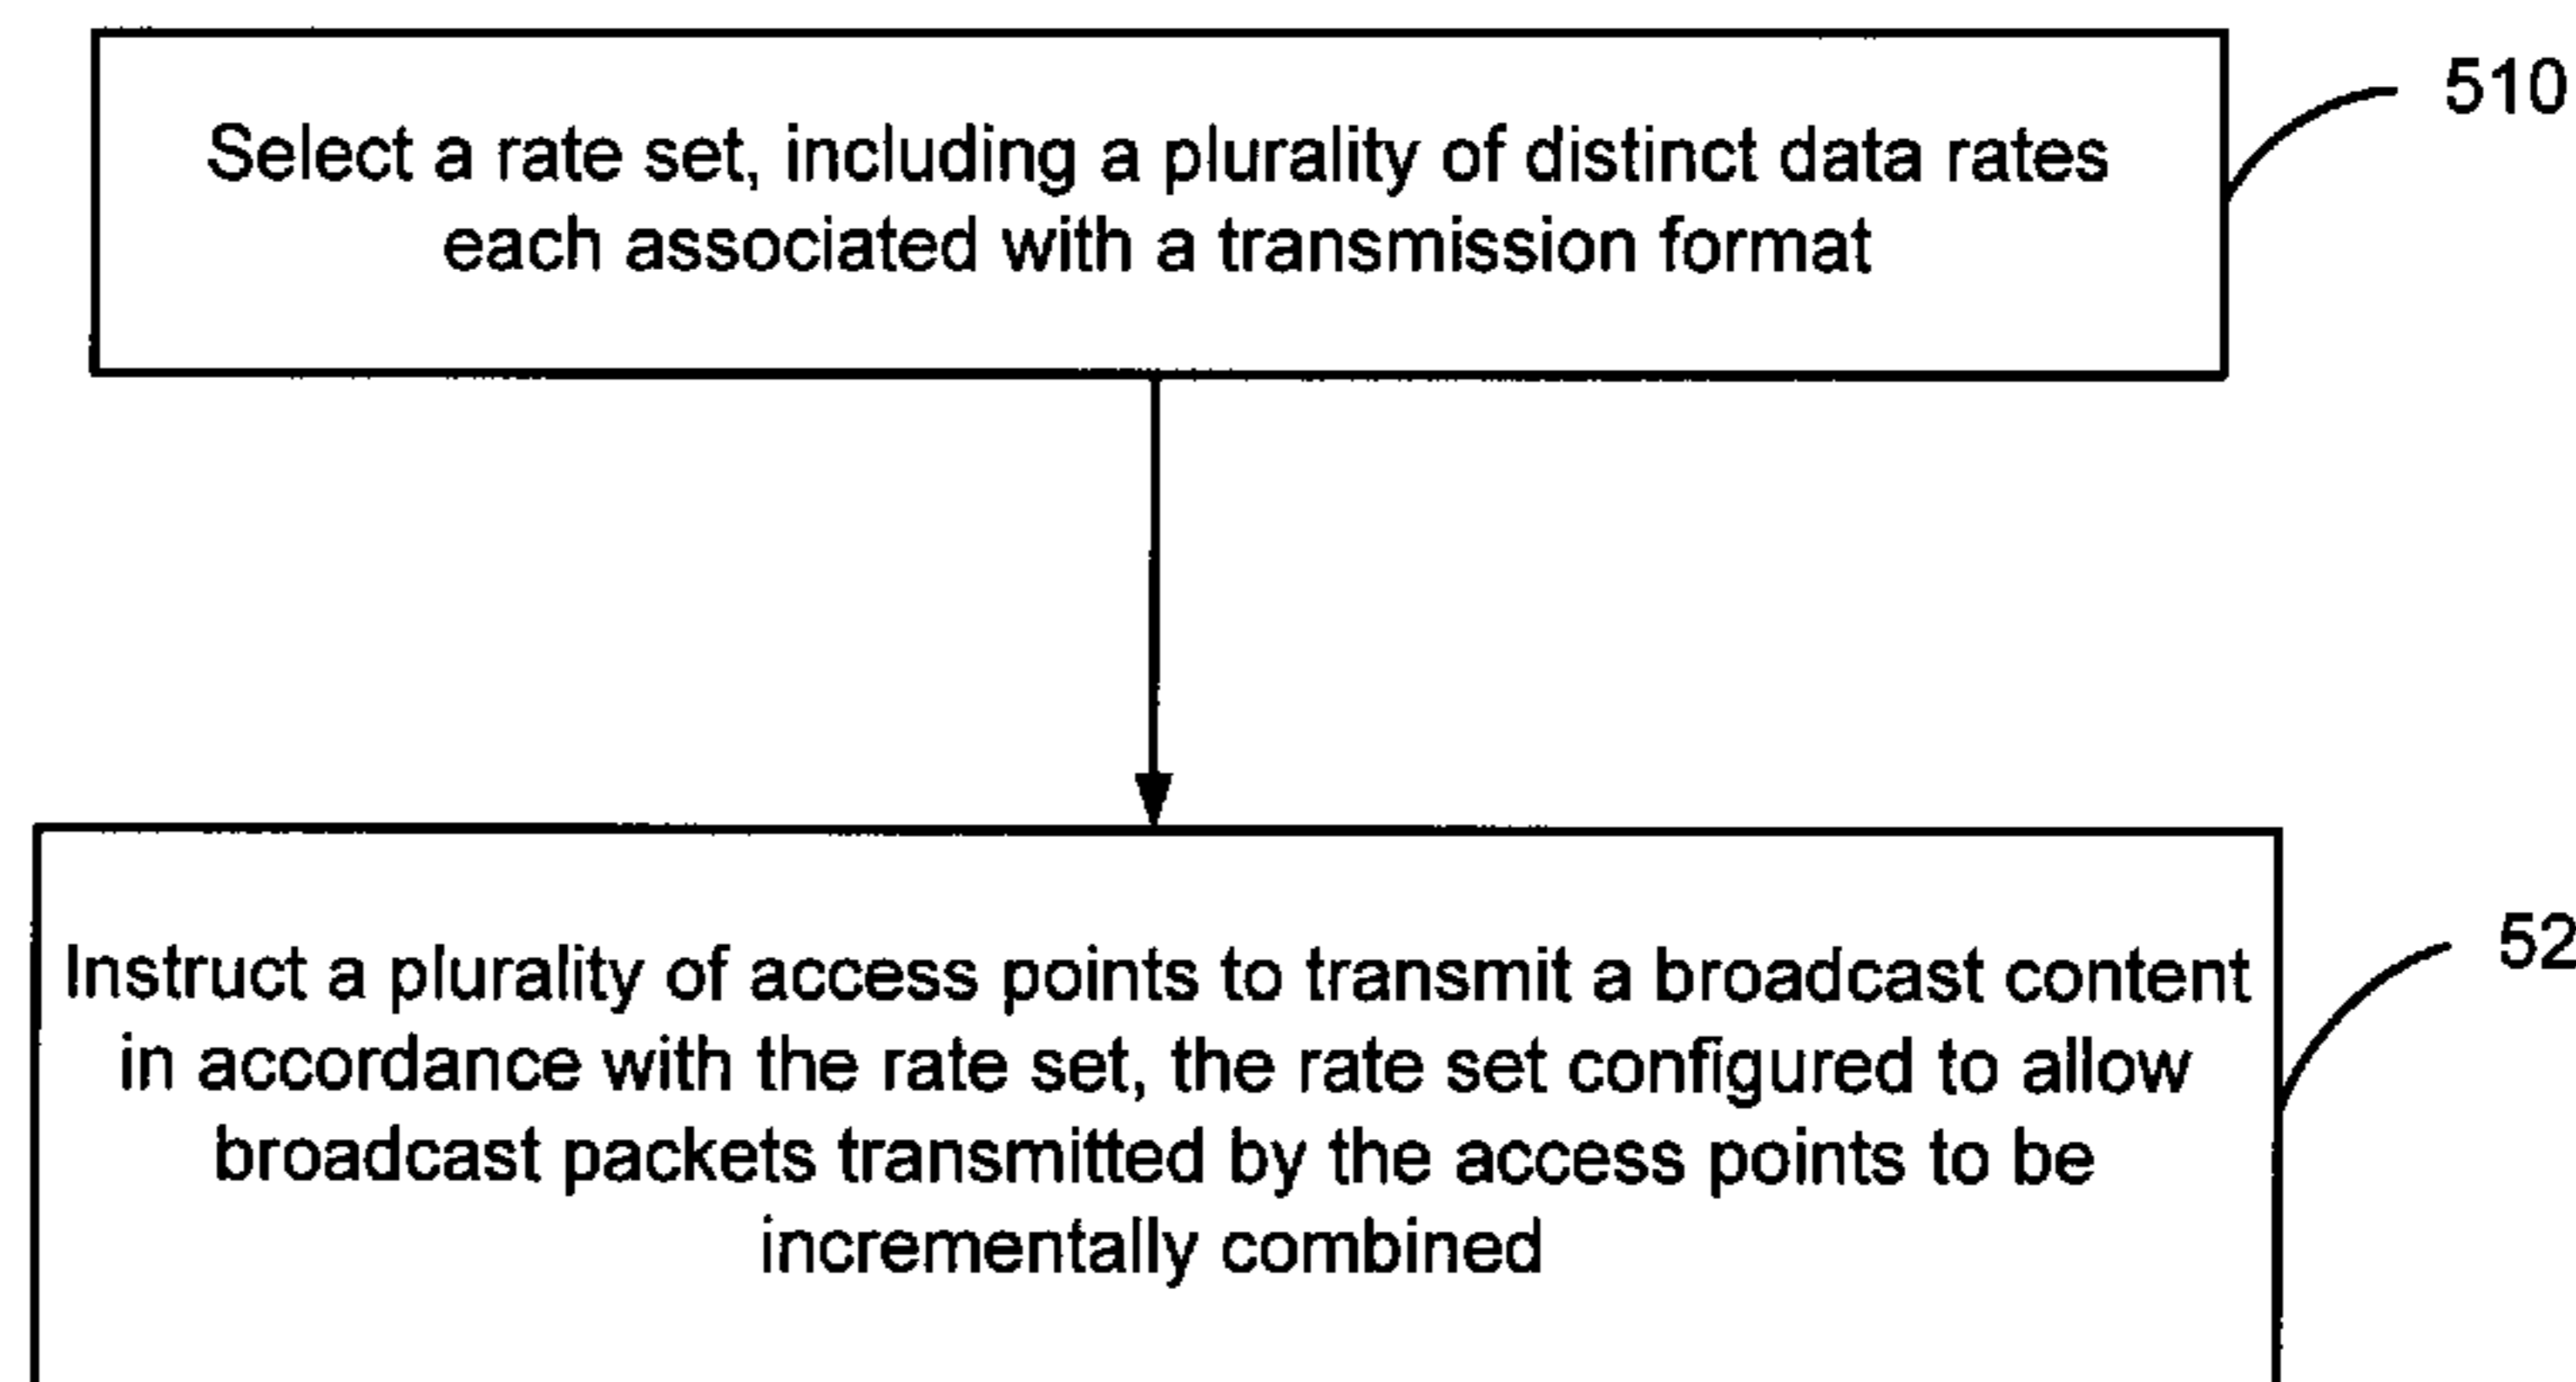 Select a rate set, including a plurality of distinct data rates
each associated with a transmission format
510
Instruct a plurality of access points to transmit a broadcast content
in accordance with the rate set, the rate set configured to allow
broadcast packets transmitted by the access points to be
incrementally combined